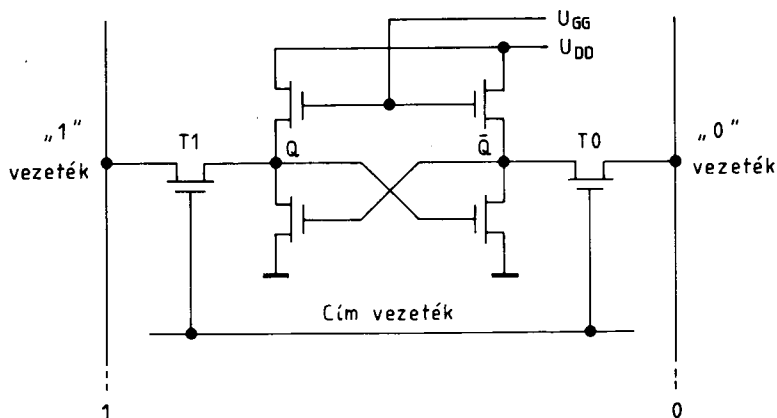 U_GG
U_DD
„1"
vezeték
T1
Q
Q̄
T0
„0"
vezeték
Cím vezeték
1
0